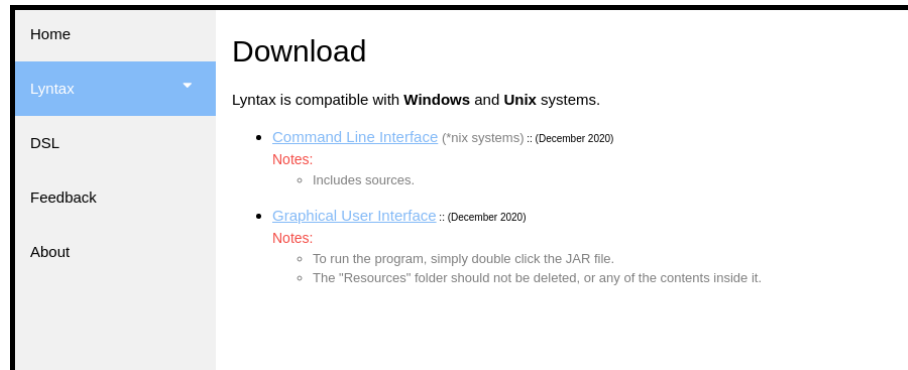 Home
Lyntax
DSL
Feedback
About
Download
Lyntax is compatible with Windows and Unix systems.
Command Line Interface (*nix systems) :: (December 2020)
Notes:
Includes sources.
Graphical User Interface :: (December 2020)
Notes:
To run the program, simply double click the JAR file.
The "Resources" folder should not be deleted, or any of the contents inside it.